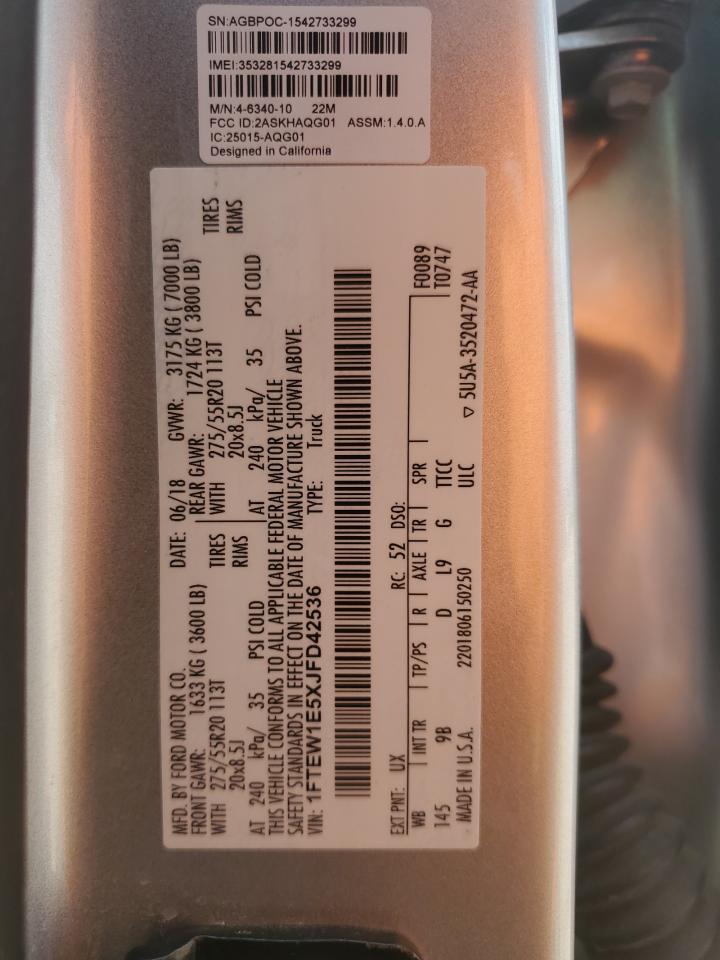 SN:AGBPOC-1542733299
IMEI:353281542733299
M/N:4-6340-10 22M
FCC ID:2ASKHAQG01 ASSM:1.4.0.A
IC:25015-AQG01
Designed in California
MFD. BY FORD MOTOR CO. DATE: 06/18 GVWR: 3175 KG ( 7000 LB)
FRONT GAWR: 1633 KG ( 3600 LB) REAR GAWR: 1724 KG ( 3800 LB)
WITH 275/55R20 113T TIRES WITH 275/55R20 113T TIRES
20x8.5J RIMS 20x8.5J RIMS
AT 240 kPa/ 35 PSI COLD AT 240 kPa/ 35 PSI COLD
THIS VEHICLE CONFORMS TO ALL APPLICABLE FEDERAL MOTOR VEHICLE
SAFETY STANDARDS IN EFFECT ON THE DATE OF MANUFACTURE SHOWN ABOVE.
VIN: 1FTEW1E5XJFD42536 TYPE: Truck
EXT PNT: UX RC: 52 DSO: F0089
WB INT TR TP/PS R AXLE TR SPR T0747
145 9B D L9 G TTCC
MADE IN U.S.A. 2201806150250 ULC ▽ 5U5A-3520472-AA